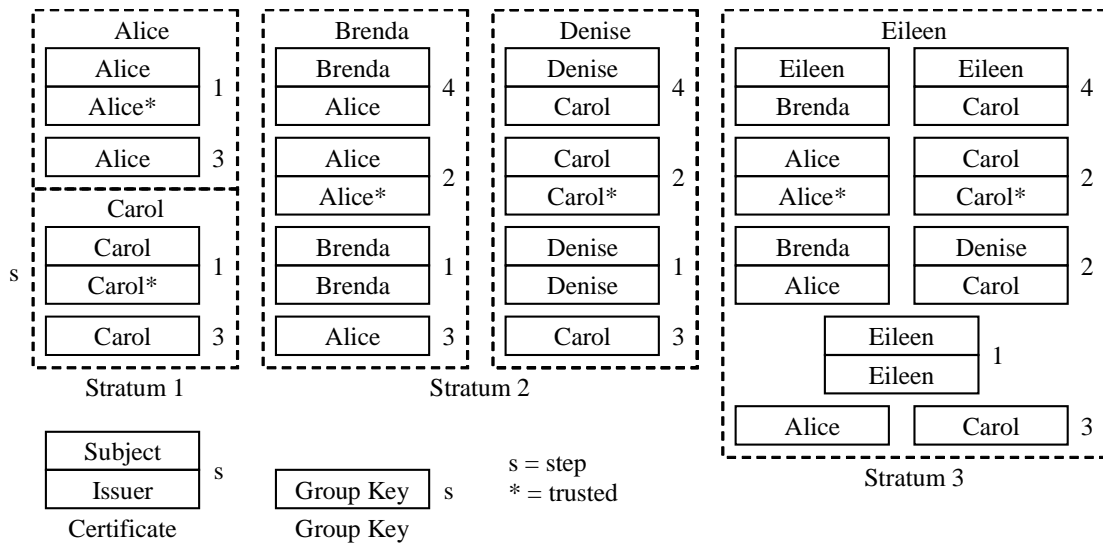 Alice
Alice
Alice*
1
Alice
3
Carol
Carol
Carol*
1
Carol
3
s
Stratum 1
Brenda
Brenda
Alice
4
Alice
Alice*
2
Brenda
Brenda
1
Alice
3
Denise
Denise
Carol
4
Carol
Carol*
2
Denise
Denise
1
Carol
3
Stratum 2
Eileen
Eileen
Brenda
Eileen
Carol
4
Alice
Alice*
Carol
Carol*
2
Brenda
Alice
Denise
Carol
2
Eileen
Eileen
1
Alice
Carol
3
Stratum 3
Subject
Issuer
s
Certificate
Group Key
s
Group Key
s = step
* = trusted